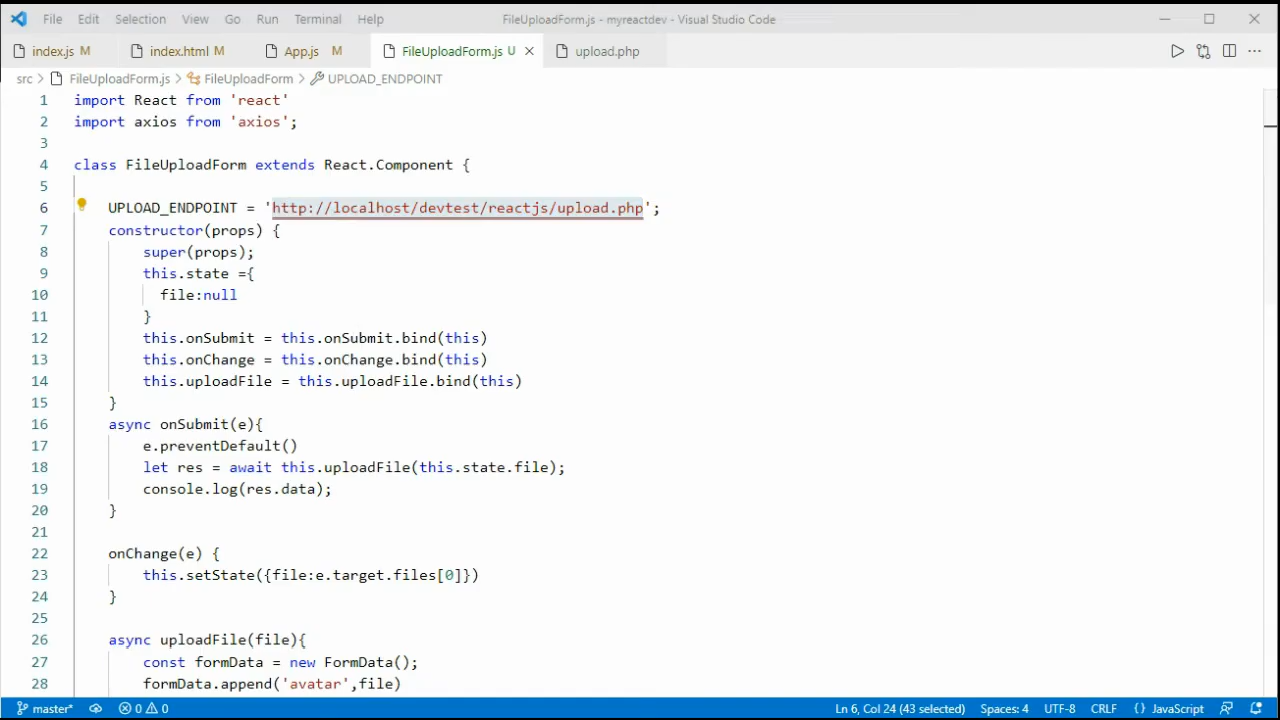 File Edit Selection View Go Run Terminal Help FileUploadForm.js - myreactdev - Visual Studio Code
index.js M index.html M App.js M FileUploadForm.js U upload.php
src > FileUploadForm.js > FileUploadForm > UPLOAD_ENDPOINT
1 import React from 'react'
2 import axios from 'axios';
3
4 class FileUploadForm extends React.Component {
5
6 UPLOAD_ENDPOINT = 'http://localhost/devtest/reactjs/upload.php';
7 constructor(props) {
8 super(props);
9 this.state ={
10 file:null
11 }
12 this.onSubmit = this.onSubmit.bind(this)
13 this.onChange = this.onChange.bind(this)
14 this.uploadFile = this.uploadFile.bind(this)
15 }
16 async onSubmit(e){
17 e.preventDefault()
18 let res = await this.uploadFile(this.state.file);
19 console.log(res.data);
20 }
21
22 onChange(e) {
23 this.setState({file:e.target.files[0]})
24 }
25
26 async uploadFile(file){
27 const formData = new FormData();
28 formData.append('avatar',file)
master* 0 0 Ln 6, Col 24 (43 selected) Spaces: 4 UTF-8 CRLF {} JavaScript